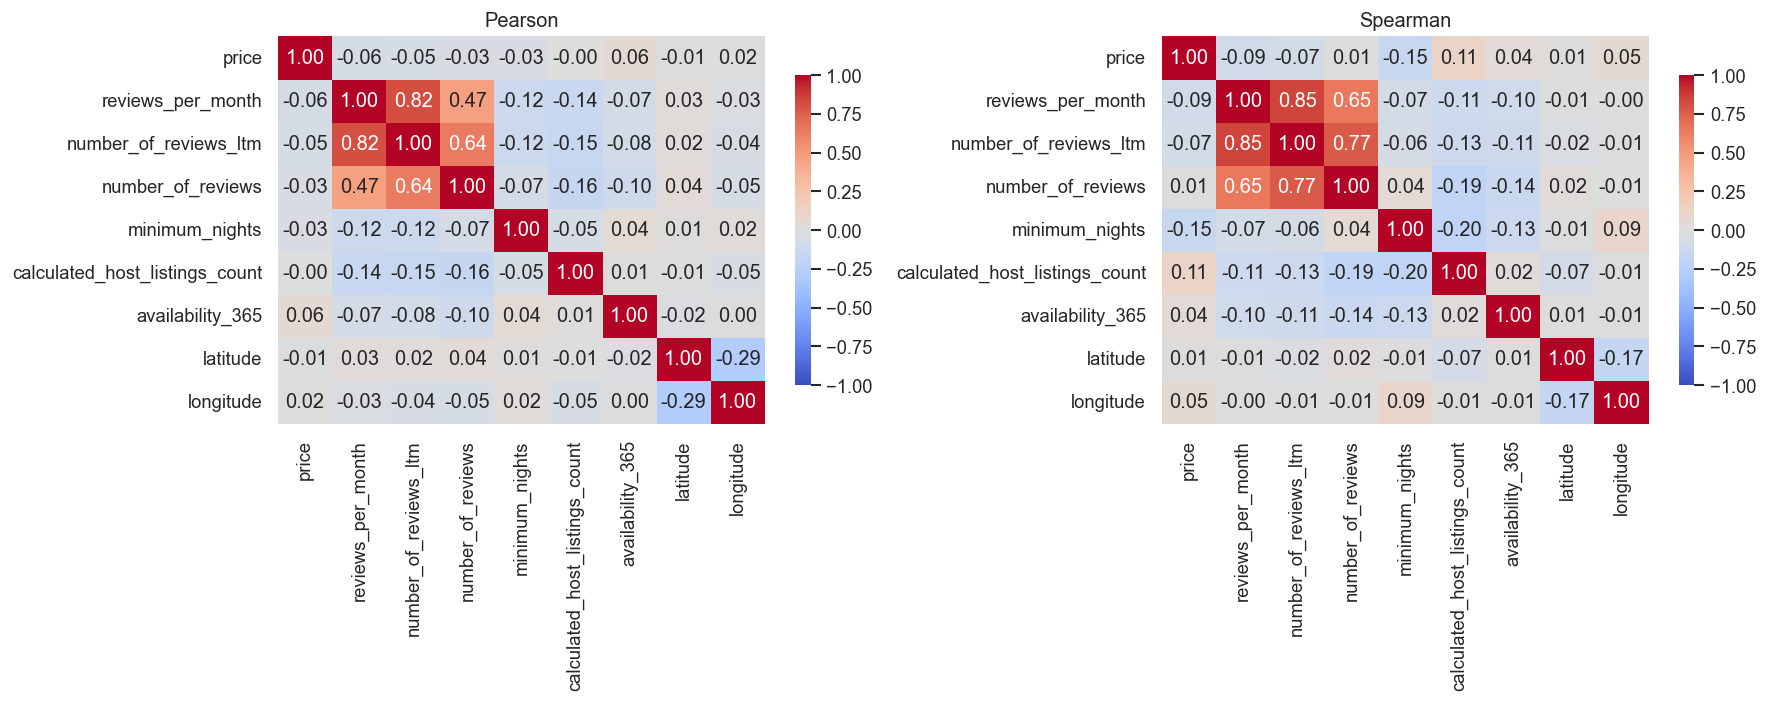 Pearson
price 1.00 -0.06 -0.05 -0.03 -0.03 -0.00 0.06 -0.01 0.02
reviews_per_month -0.06 1.00 0.82 0.47 -0.12 -0.14 -0.07 0.03 -0.03
number_of_reviews_ltm -0.05 0.82 1.00 0.64 -0.12 -0.15 -0.08 0.02 -0.04
number_of_reviews -0.03 0.47 0.64 1.00 -0.07 -0.16 -0.10 0.04 -0.05
minimum_nights -0.03 -0.12 -0.12 -0.07 1.00 -0.05 0.04 0.01 0.02
calculated_host_listings_count -0.00 -0.14 -0.15 -0.16 -0.05 1.00 0.01 -0.01 -0.05
availability_365 0.06 -0.07 -0.08 -0.10 0.04 0.01 1.00 -0.02 0.00
latitude -0.01 0.03 0.02 0.04 0.01 -0.01 -0.02 1.00 -0.29
longitude 0.02 -0.03 -0.04 -0.05 0.02 -0.05 0.00 -0.29 1.00
price
reviews_per_month
number_of_reviews_ltm
number_of_reviews
minimum_nights
calculated_host_listings_count
availability_365
latitude
longitude
1.00
0.75
0.50
0.25
0.00
−0.25
−0.50
−0.75
−1.00
Spearman
price 1.00 -0.09 -0.07 0.01 -0.15 0.11 0.04 0.01 0.05
reviews_per_month -0.09 1.00 0.85 0.65 -0.07 -0.11 -0.10 -0.01 -0.00
number_of_reviews_ltm -0.07 0.85 1.00 0.77 -0.06 -0.13 -0.11 -0.02 -0.01
number_of_reviews 0.01 0.65 0.77 1.00 0.04 -0.19 -0.14 0.02 -0.01
minimum_nights -0.15 -0.07 -0.06 0.04 1.00 -0.20 -0.13 -0.01 0.09
calculated_host_listings_count 0.11 -0.11 -0.13 -0.19 -0.20 1.00 0.02 -0.07 -0.01
availability_365 0.04 -0.10 -0.11 -0.14 -0.13 0.02 1.00 0.01 -0.01
latitude 0.01 -0.01 -0.02 0.02 -0.01 -0.07 0.01 1.00 -0.17
longitude 0.05 -0.00 -0.01 -0.01 0.09 -0.01 -0.01 -0.17 1.00
price
reviews_per_month
number_of_reviews_ltm
number_of_reviews
minimum_nights
calculated_host_listings_count
availability_365
latitude
longitude
1.00
0.75
0.50
0.25
0.00
−0.25
−0.50
−0.75
−1.00